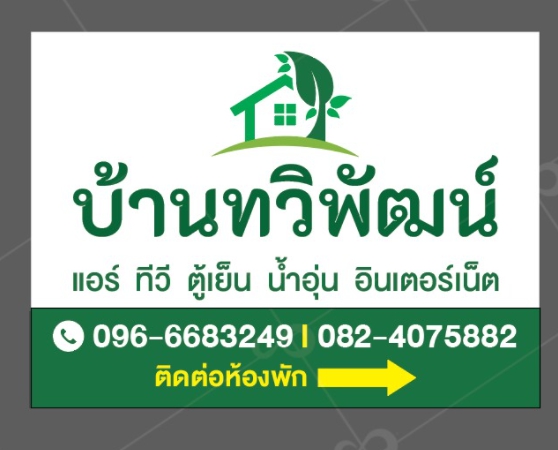 บ้านทวิพัฒน์
แอร์ ทีวี ตู้เย็น น้ำอุ่น อินเตอร์เน็ต
096-6683249 | 082-4075882
ติดต่อห้องพัก